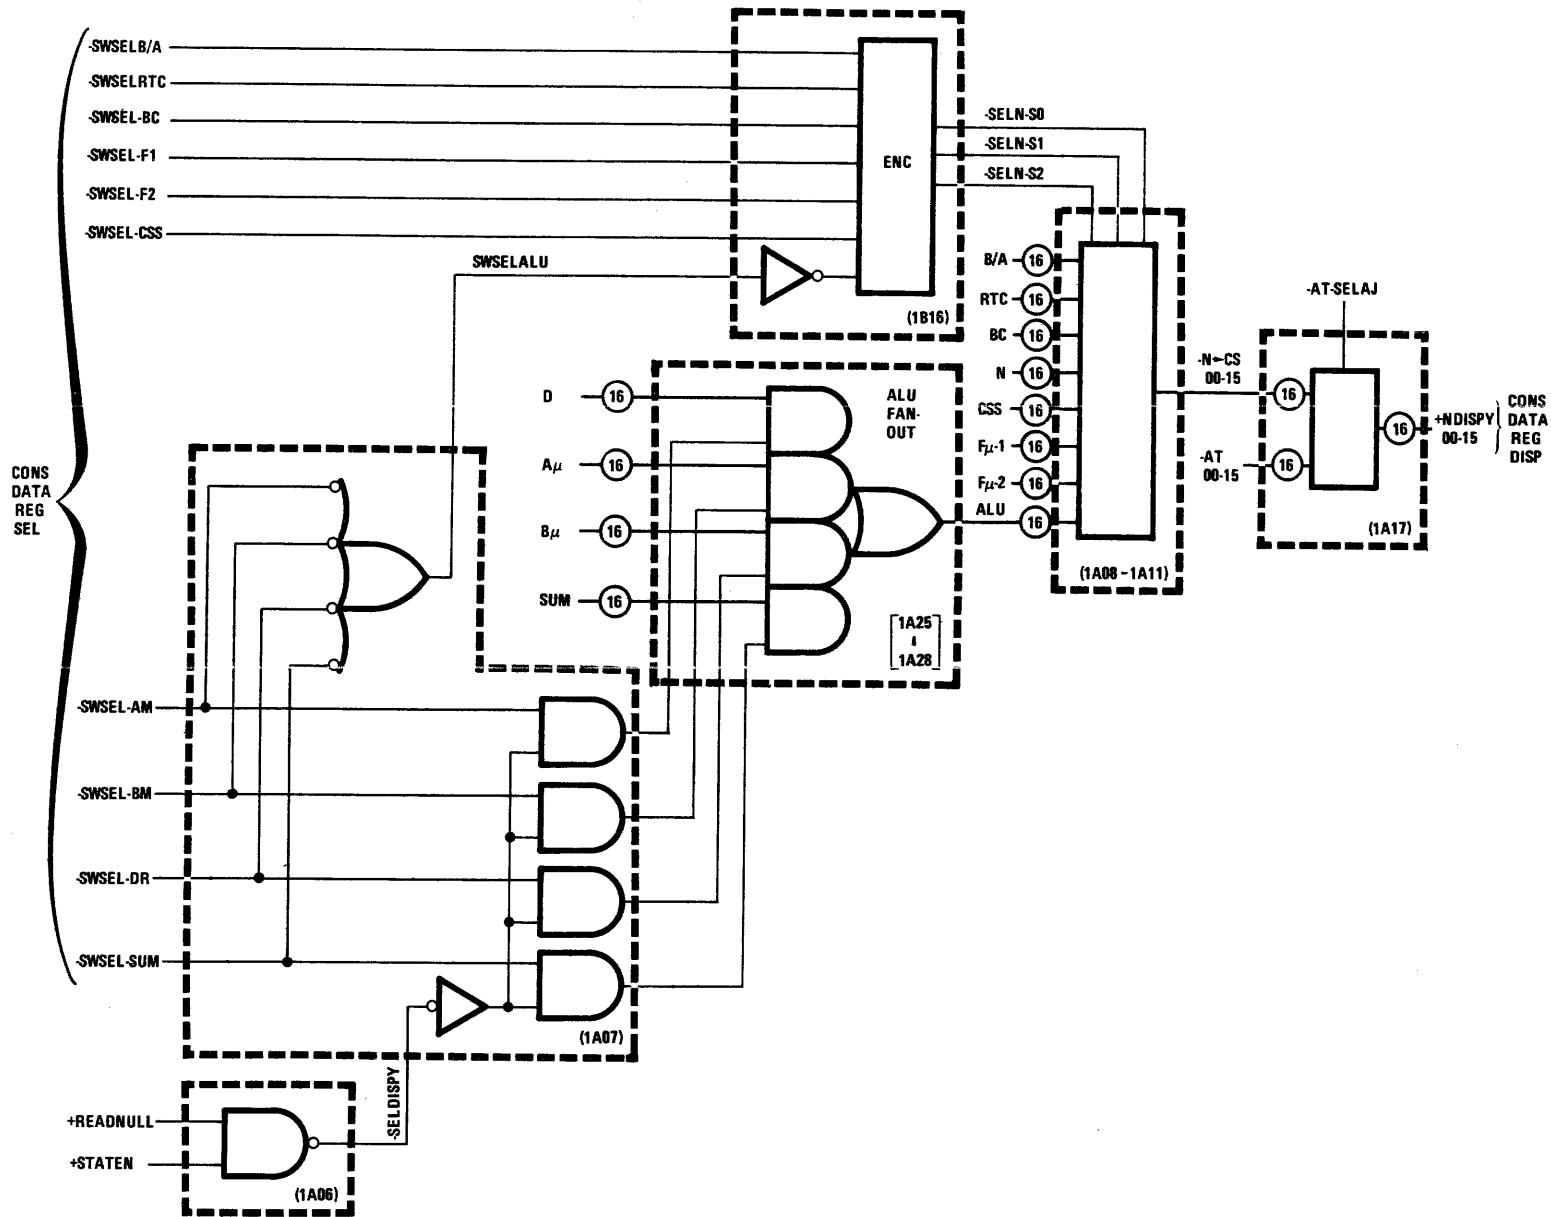 -SWSELB/A
-SWSELRTC
-SWSEL-BC
-SWSEL-F1
-SWSEL-F2
-SWSEL-CSS
SWSELALU
ENC
(1B16)
-SELN-S0
-SELN-S1
-SELN-S2
B/A 16
RTC 16
BC 16
N 16
CSS 16
Fμ-1 16
Fμ-2 16
ALU 16
(1A08-1A11)
-AT-SELAJ
-N←CS
00-15
16
-AT
00-15
16
16
(1A17)
+NDISPY
00-15
CONS
DATA
REG
DISP
D 16
Aμ 16
Bμ 16
SUM 16
ALU
FAN-
OUT
1A25
&
1A28
CONS
DATA
REG
SEL
-SWSEL-AM
-SWSEL-BM
-SWSEL-DR
-SWSEL-SUM
(1A07)
-SELDISPY
+READNULL
+STATEN
(1A06)